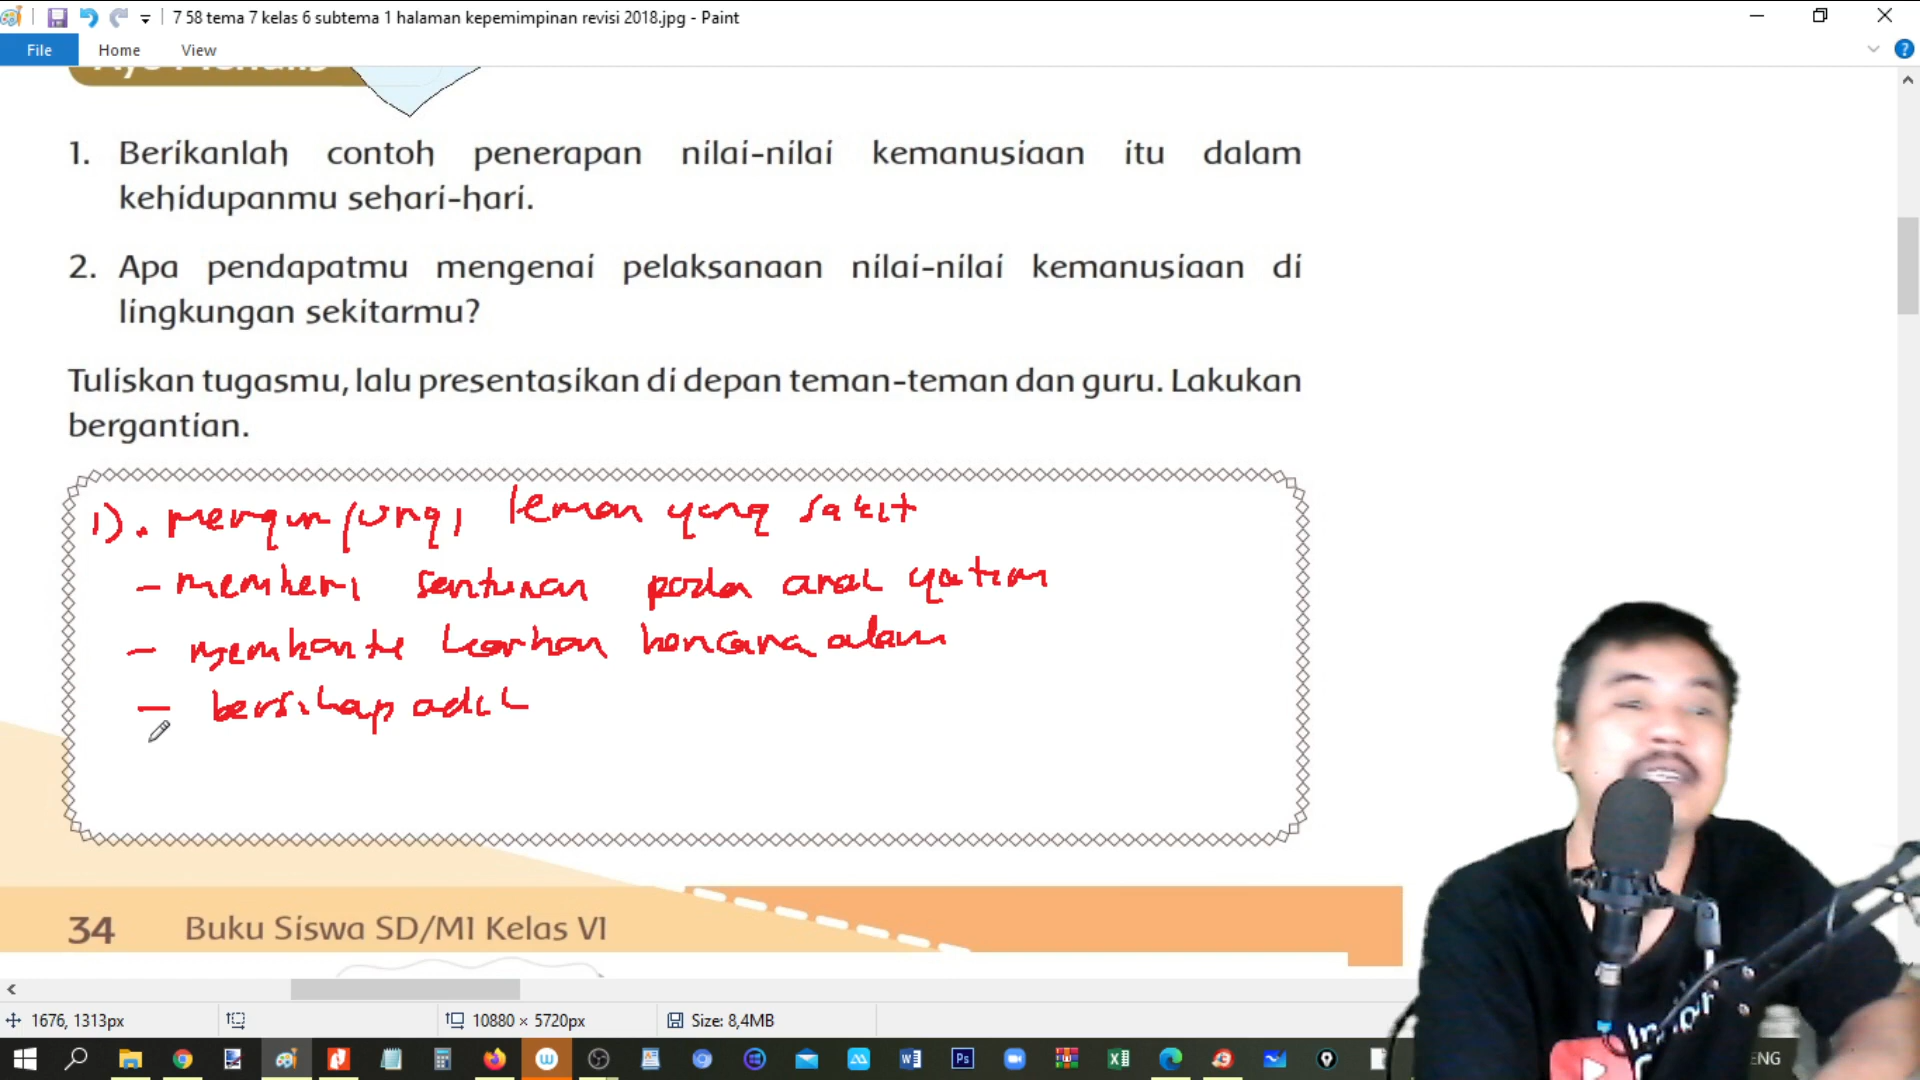 7 58 tema 7 kelas 6 subtema 1 halaman kepemimpinan revisi 2018.jpg - Paint
File Home View
1. Berikanlah contoh penerapan nilai-nilai kemanusiaan itu dalam
kehidupanmu sehari-hari.
2. Apa pendapatmu mengenai pelaksanaan nilai-nilai kemanusiaan di
lingkungan sekitarmu?
Tuliskan tugasmu, lalu presentasikan di depan teman-teman dan guru. Lakukan
bergantian.
1). mengunjungi teman yang sakit
- memberi santunan pada anak yatim
- membantu korban bencana alam
- bersikap adil
34 Buku Siswa SD/MI Kelas VI
1676, 1313px 10880 × 5720px Size: 8,4MB
ENG